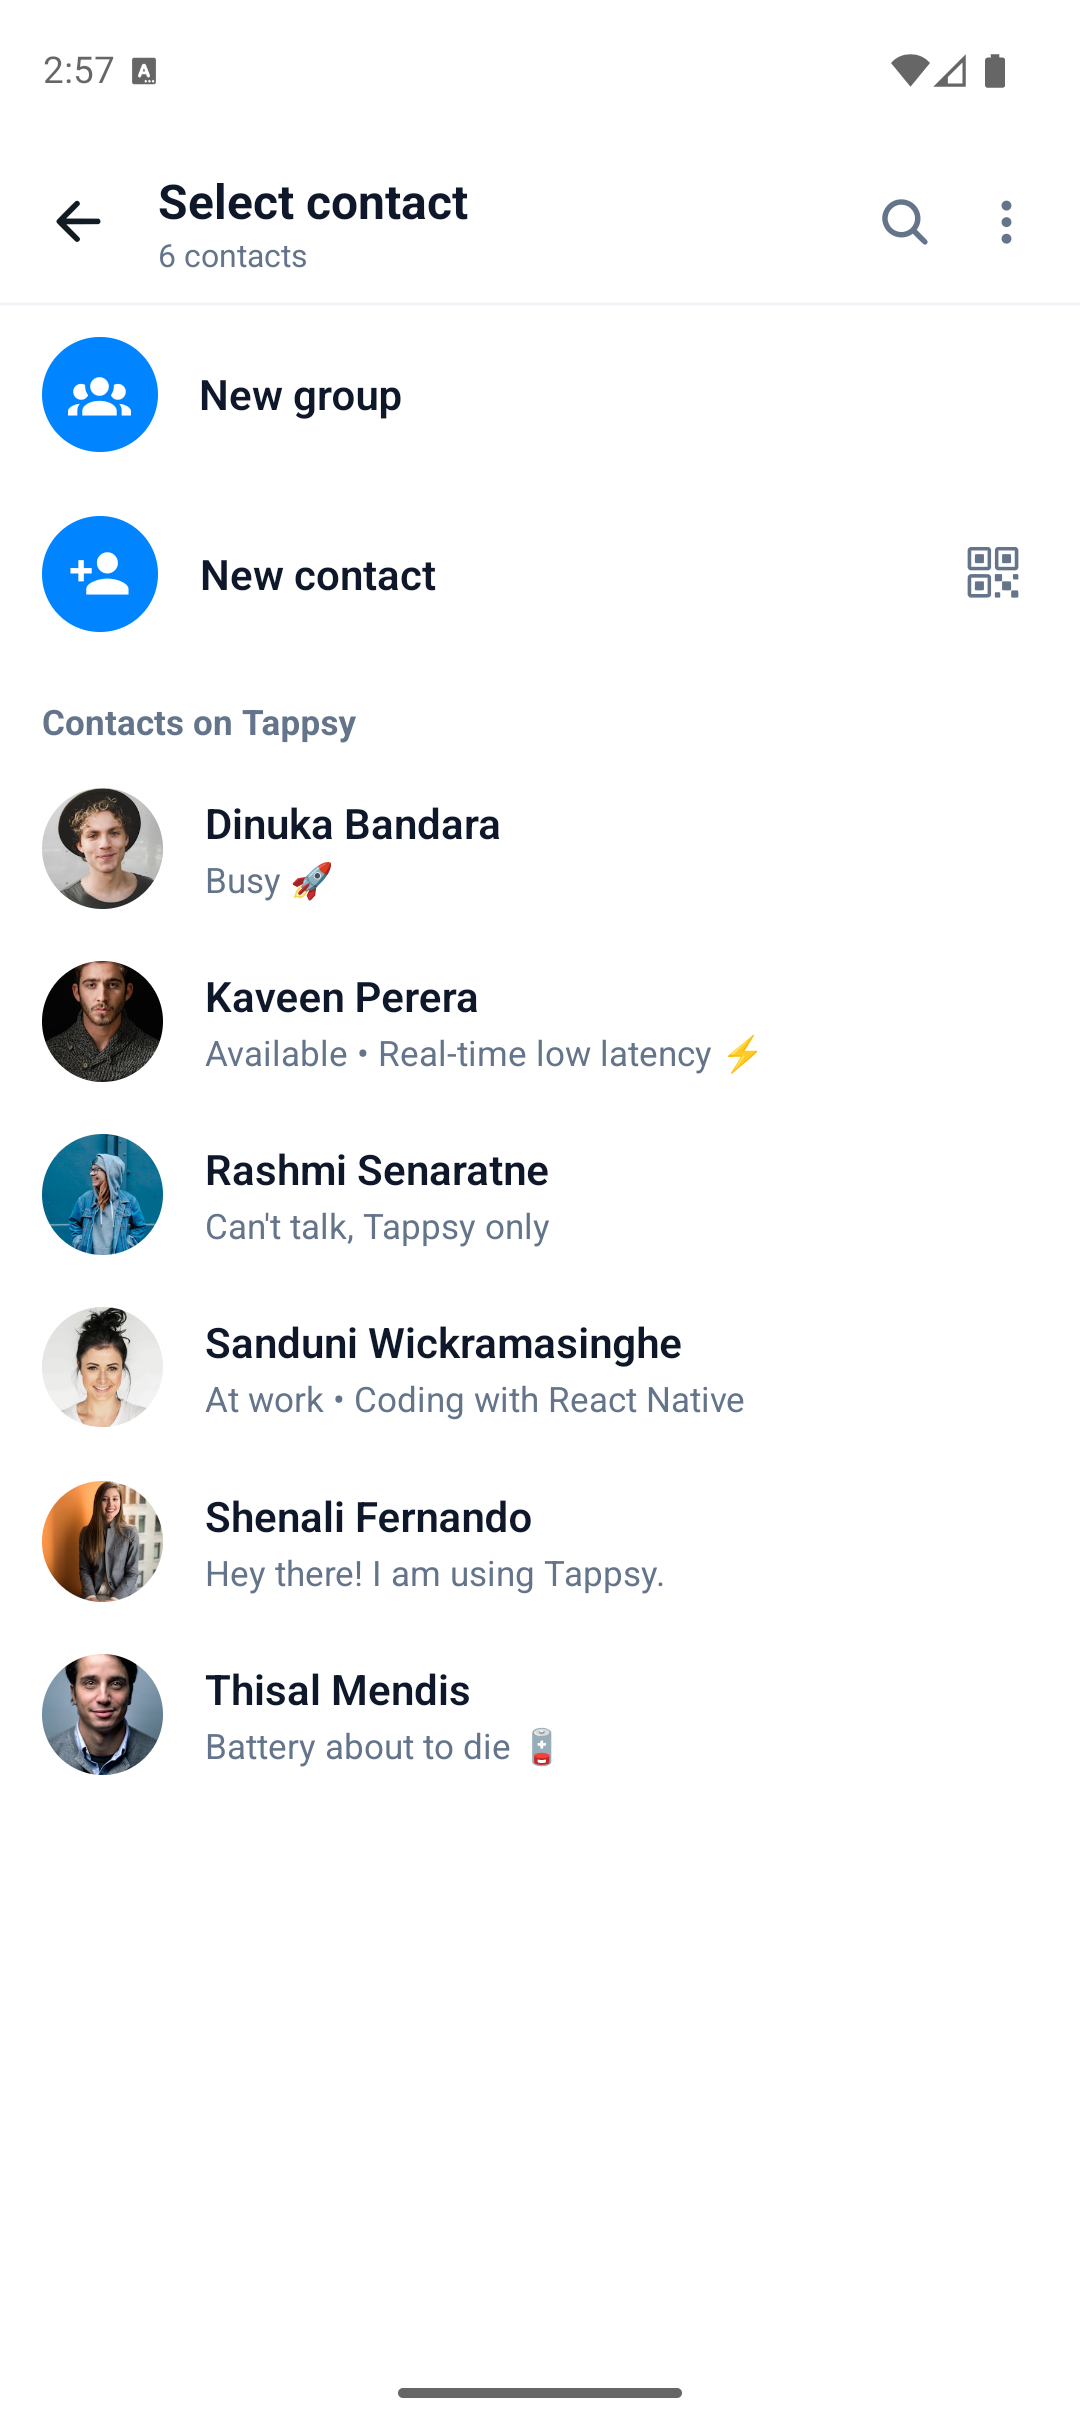 2:57
Select contact
6 contacts
New group
New contact
Contacts on Tappsy
Dinuka Bandara
Busy 🚀
Kaveen Perera
Available • Real-time low latency ⚡
Rashmi Senaratne
Can't talk, Tappsy only
Sanduni Wickramasinghe
At work • Coding with React Native
Shenali Fernando
Hey there! I am using Tappsy.
Thisal Mendis
Battery about to die 🪫